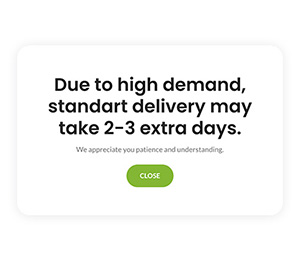 Due to high demand,
standart delivery may
take 2-3 extra days.
We appreciate you patience and understanding.
CLOSE